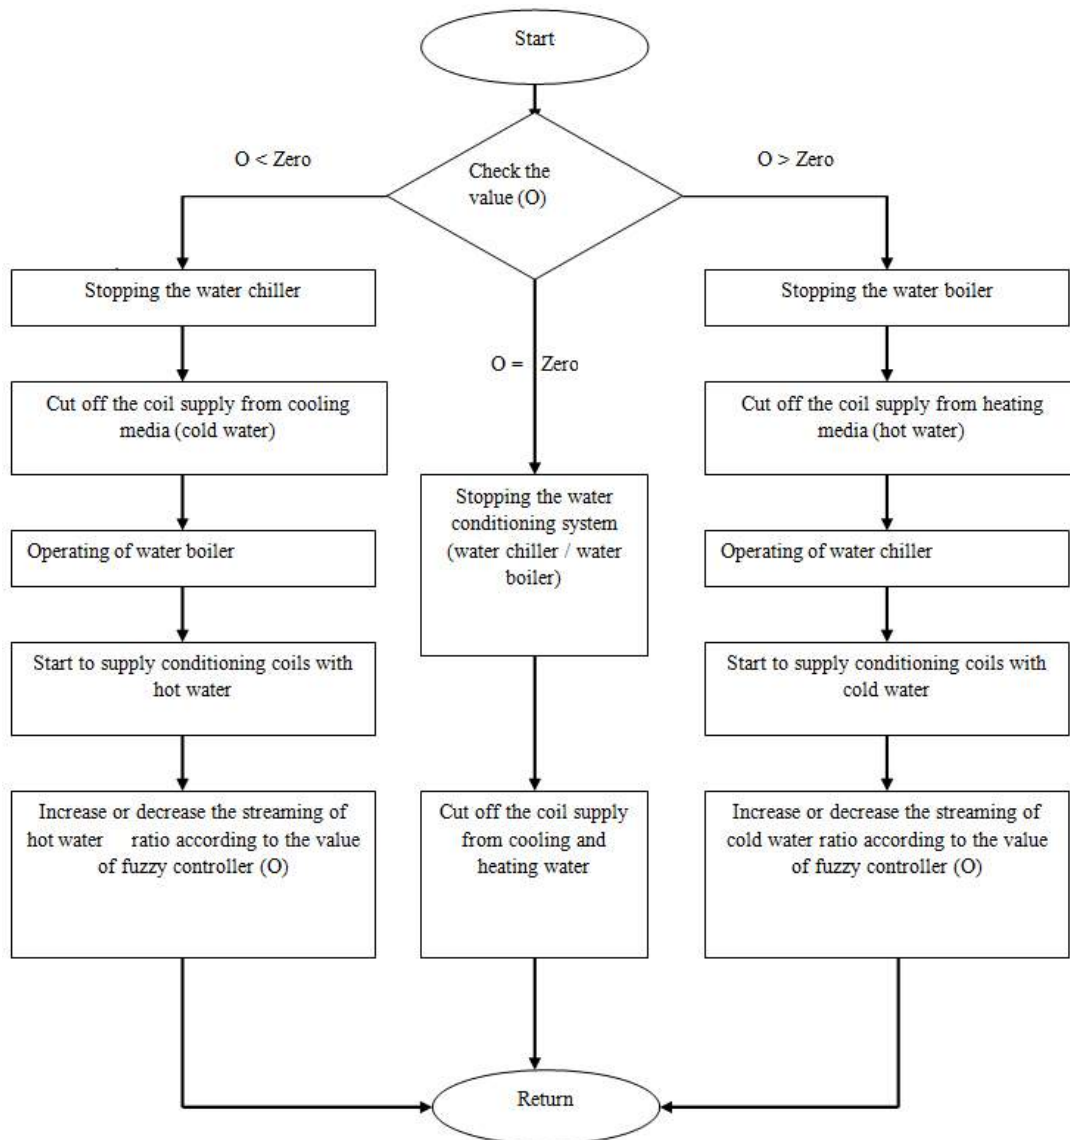 Start
Check the
value (O)
O < Zero
O > Zero
O = Zero
Stopping the water chiller
Cut off the coil supply from cooling
media (cold water)
Operating of water boiler
Start to supply conditioning coils with
hot water
Increase or decrease the streaming of
hot water ratio according to the value
of fuzzy controller (O)
Stopping the water
conditioning system
(water chiller / water
boiler)
Cut off the coil supply
from cooling and
heating water
Stopping the water boiler
Cut off the coil supply from heating
media (hot water)
Operating of water chiller
Start to supply conditioning coils with
cold water
Increase or decrease the streaming of
cold water ratio according to the value
of fuzzy controller (O)
Return